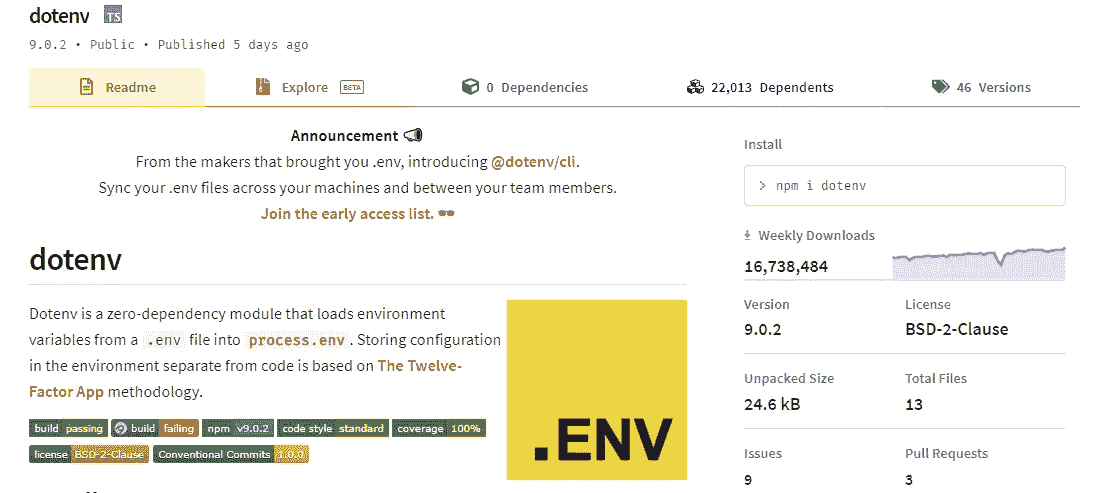 dotenv TS
9.0.2 • Public • Published 5 days ago
Readme
Explore BETA
0 Dependencies
22,013 Dependents
46 Versions
Announcement
From the makers that brought you .env, introducing @dotenv/cli.
Sync your .env files across your machines and between your team members.
Join the early access list.
dotenv
Dotenv is a zero-dependency module that loads environment
variables from a .env file into process.env. Storing configuration
in the environment separate from code is based on The Twelve-
Factor App methodology.
build passing build failing npm v9.0.2 code style standard coverage 100%
license BSD-2-Clause Conventional Commits 1.0.0
.ENV
Install
> npm i dotenv
Weekly Downloads
16,738,484
Version License
9.0.2 BSD-2-Clause
Unpacked Size Total Files
24.6 kB 13
Issues Pull Requests
9 3